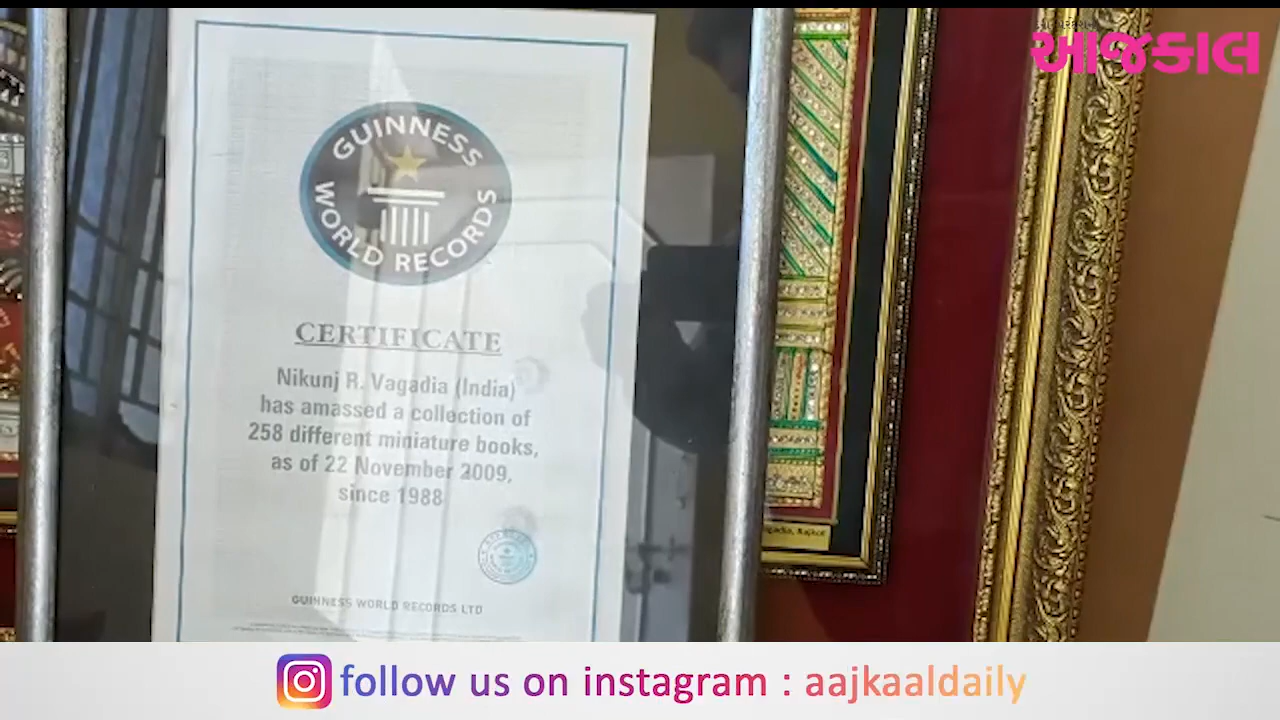 આજકાલ
GUINNESS
WORLD RECORDS
CERTIFICATE
Nikunj R. Vagadia (India)
has amassed a collection of
258 different miniature books,
as of 22 November 2009,
since 1988
GUINNESS WORLD RECORDS LTD
Rajkot
follow us on instagram : aajkaaldaily